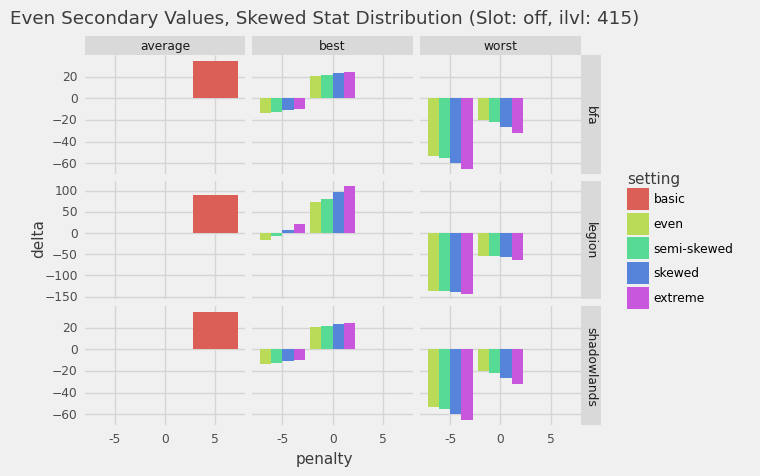 Even Secondary Values, Skewed Stat Distribution (Slot: off, ilvl: 415)
average best worst
20
0
−20
−40
−60
bfa
100
50
0
−50
−100
−150
legion
20
0
−20
−40
−60
shadowlands
delta
-5 0 5 -5 0 5 -5 0 5
penalty
setting
basic
even
semi-skewed
skewed
extreme